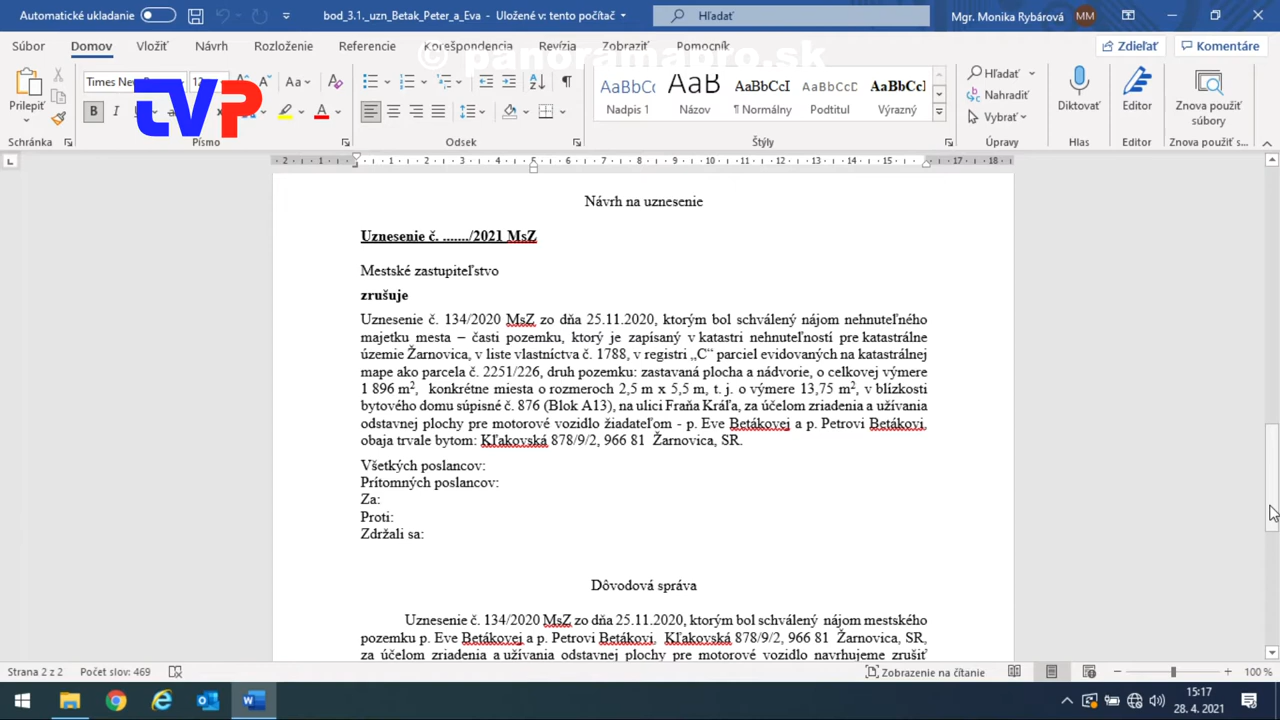 Automatické ukladanie
bod_3.1._uzn_Betak_Peter_a_Eva - Uložené v: tento počítač
Hľadať
Mgr. Monika Rybárová
MM
Súbor
Domov
Vložiť
Návrh
Rozloženie
Referencie
Korešpondencia
Revízia
Zobraziť
Pomocník
Zdieľať
Komentáre
© panoramapro.sk
TVP
Prilepiť
Schránka
Písmo
Odsek
AaBbCc
AaB
AaBbCcI
AaBbCcD
AaBbCcI
Nadpis 1
Názov
¶ Normálny
Podtitul
Výrazný
Štýly
Hľadať
Nahradiť
Vybrať
Úpravy
Diktovať
Hlas
Editor
Editor
Znova použiť
súbory
Znova použiť s...
Návrh na uznesenie
Uznesenie č. ......./2021 MsZ
Mestské zastupiteľstvo
zrušuje
Uznesenie č. 134/2020 MsZ zo dňa 25.11.2020, ktorým bol schválený nájom nehnuteľného
majetku mesta – časti pozemku, ktorý je zapísaný v katastri nehnuteľností pre katastrálne
územie Žarnovica, v liste vlastníctva č. 1788, v registri „C“ parciel evidovaných na katastrálnej
mape ako parcela č. 2251/226, druh pozemku: zastavaná plocha a nádvorie, o celkovej výmere
1 896 m², konkrétne miesta o rozmeroch 2,5 m x 5,5 m, t. j. o výmere 13,75 m², v blízkosti
bytového domu súpisné č. 876 (Blok A13), na ulici Fraňa Kráľa, za účelom zriadenia a užívania
odstavnej plochy pre motorové vozidlo žiadateľom - p. Eve Betákovej a p. Petrovi Betákovi,
obaja trvale bytom: Kľakovská 878/9/2, 966 81 Žarnovica, SR.
Všetkých poslancov:
Prítomných poslancov:
Za:
Proti:
Zdržali sa:
Dôvodová správa
Uznesenie č. 134/2020 MsZ zo dňa 25.11.2020, ktorým bol schválený nájom mestského
pozemku p. Eve Betákovej a p. Petrovi Betákovi, Kľakovská 878/9/2, 966 81 Žarnovica, SR,
za účelom zriadenia a užívania odstavnej plochy pre motorové vozidlo navrhujeme zrušiť
Strana 2 z 2
Počet slov: 469
Zobrazenie na čítanie
100 %
15:17
28. 4. 2021